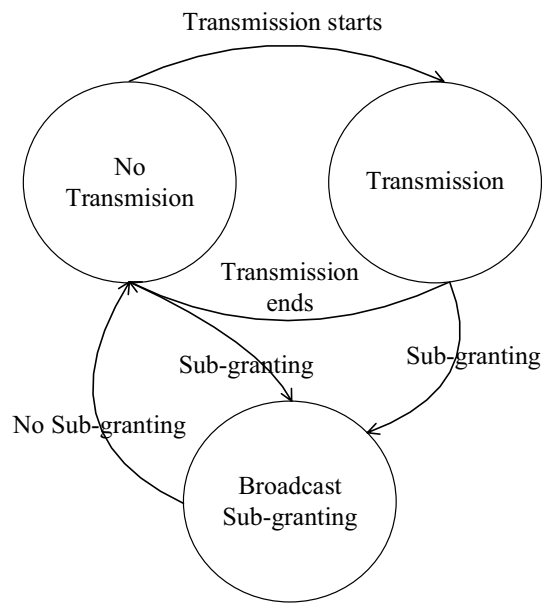 Transmission starts
No
Transmision
Transmission
Transmission
ends
Sub-granting
Sub-granting
No Sub-granting
Broadcast
Sub-granting